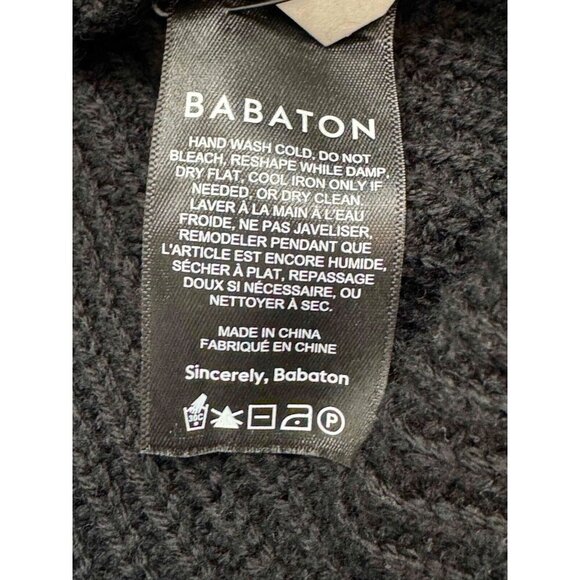 BABATON
HAND WASH COLD, DO NOT
BLEACH, RESHAPE WHILE DAMP,
DRY FLAT, COOL IRON ONLY IF
NEEDED, OR DRY CLEAN.
LAVER À LA MAIN À L'EAU
FROIDE, NE PAS JAVELISER,
REMODELER PENDANT QUE
L'ARTICLE EST ENCORE HUMIDE,
SÉCHER À PLAT, REPASSAGE
DOUX SI NÉCESSAIRE, OU
NETTOYER À SEC.
MADE IN CHINA
FABRIQUÉ EN CHINE
Sincerely, Babaton
30C P